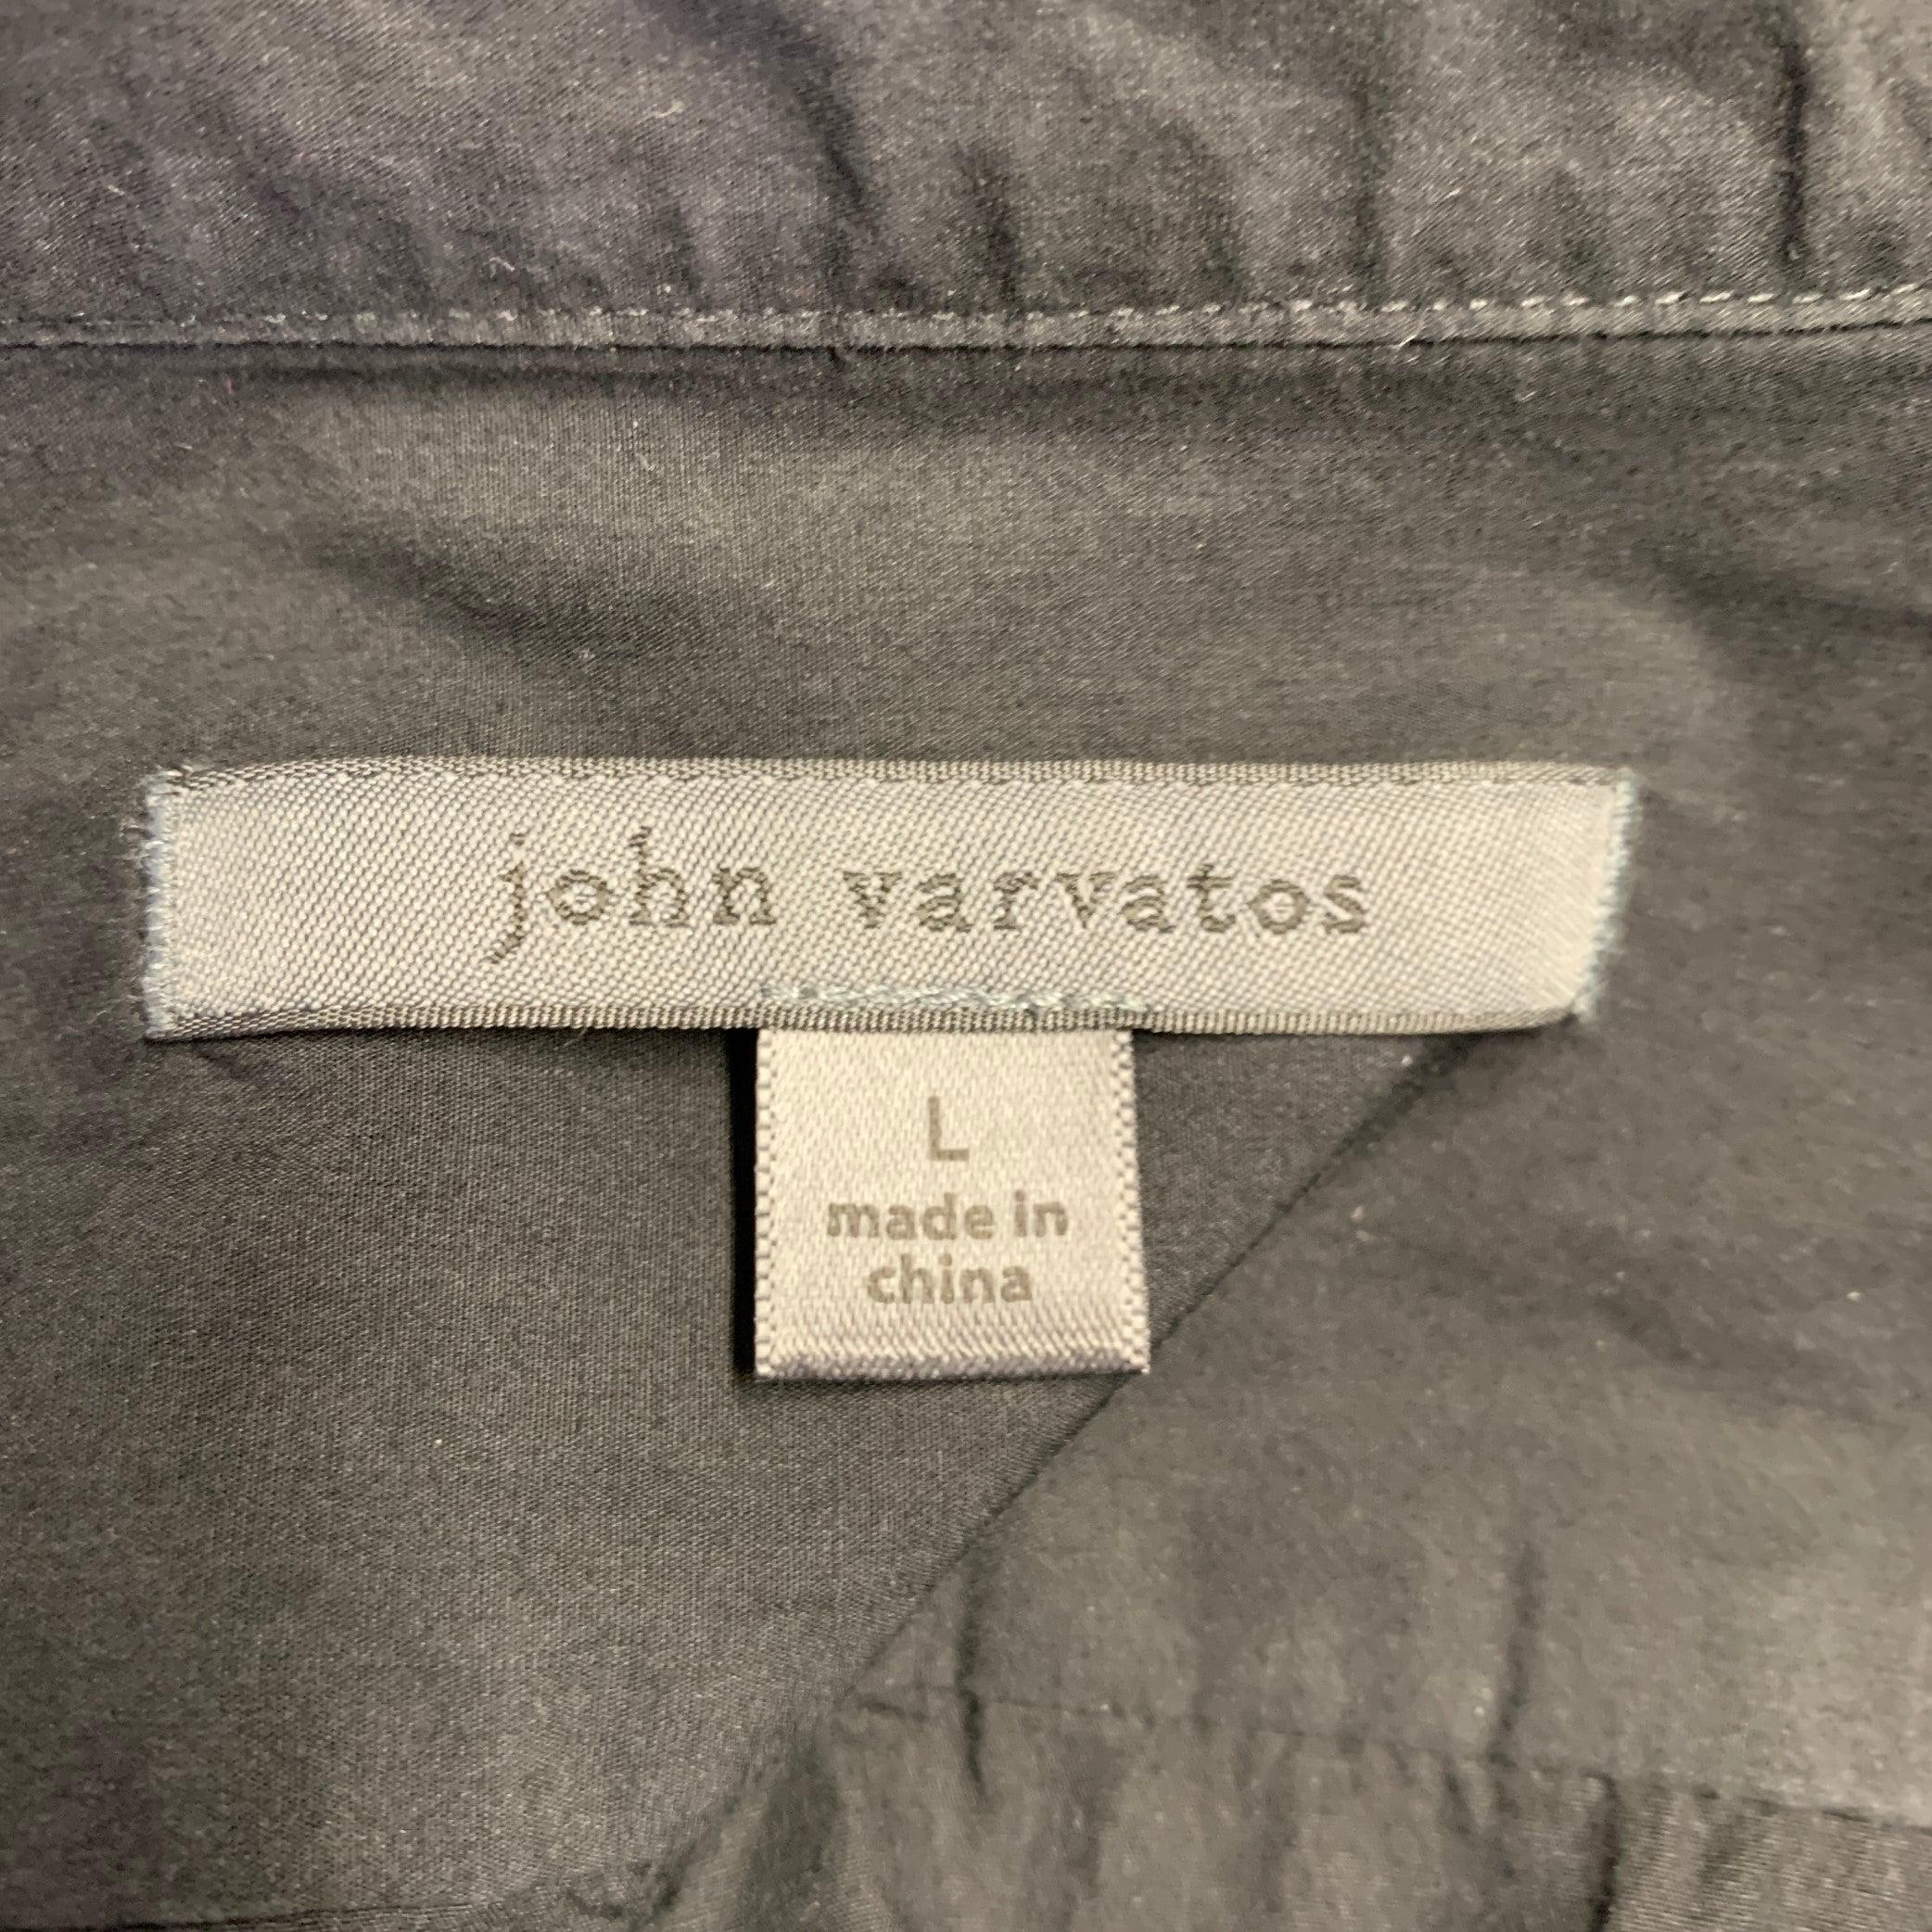 john varvatos
L
made in
china